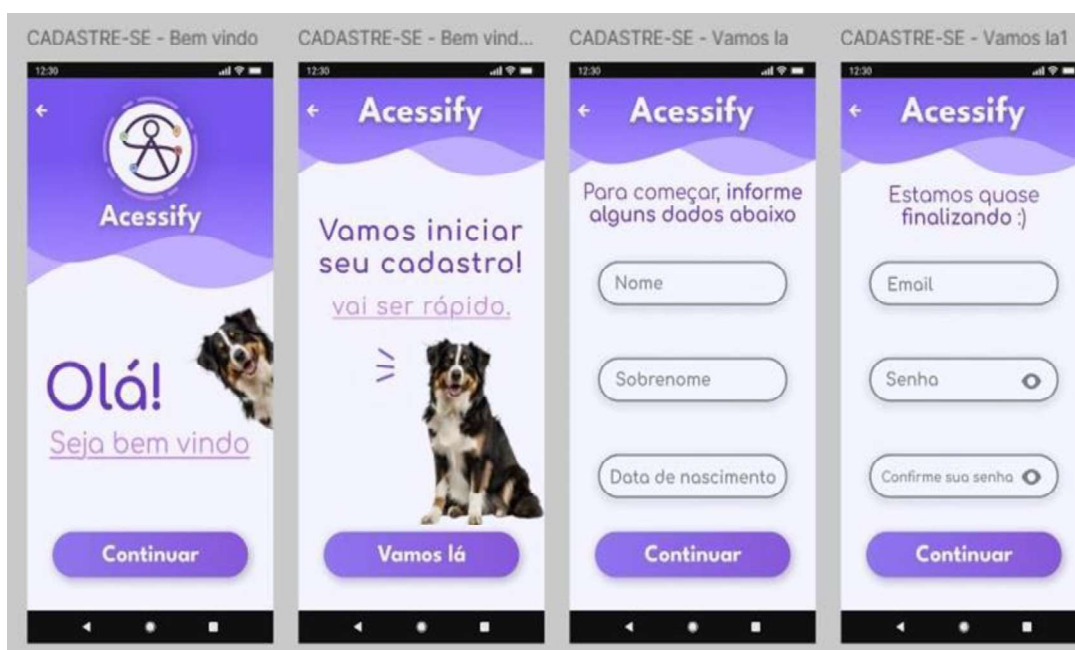 CADASTRE-SE - Bem vindo
12:30
Acessify
Olá!
Seja bem vindo
Continuar
CADASTRE-SE - Bem vind...
12:30
Acessify
Vamos iniciar
seu cadastro!
vai ser rápido.
Vamos lá
CADASTRE-SE - Vamos la
12:30
Acessify
Para começar, informe
alguns dados abaixo
Nome
Sobrenome
Data de nascimento
Continuar
CADASTRE-SE - Vamos la1
12:30
Acessify
Estamos quase
finalizando :)
Email
Senha
Confirme sua senha
Continuar